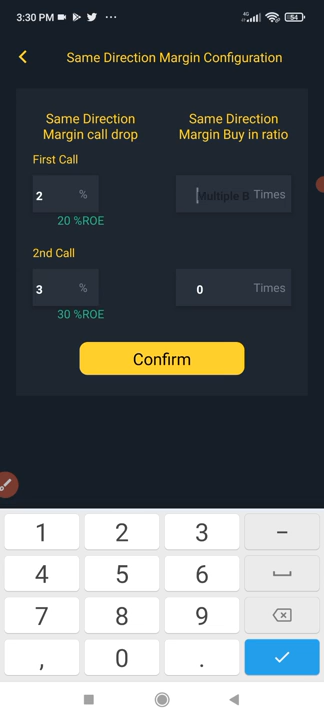 3:30 PM
4G
54
Same Direction Margin Configuration
Same Direction
Margin call drop
Same Direction
Margin Buy in ratio
First Call
2 %
Multiple B Times
20 %ROE
2nd Call
3 %
0 Times
30 %ROE
Confirm
1 2 3 –
4 5 6
7 8 9
, 0 .